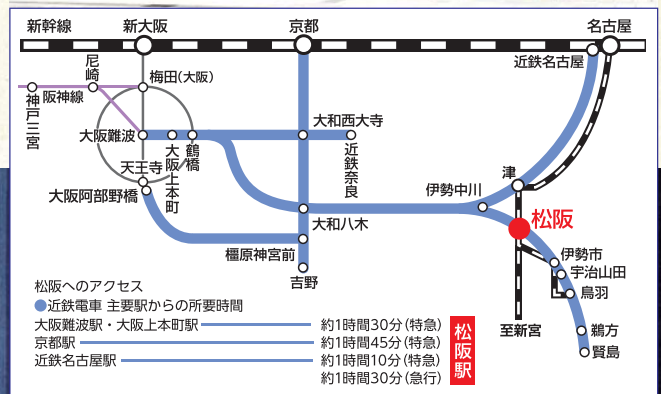 新幹線
新大阪
京都
名古屋
近鉄名古屋
尼崎
梅田(大阪)
阪神線
神戸三宮
大阪難波
大阪上本町
鶴橋
大和西大寺
近鉄奈良
天王寺
大阪阿部野橋
津
伊勢中川
松阪
大和八木
橿原神宮前
吉野
伊勢市
宇治山田
鳥羽
至新宮
鵜方
賢島
松阪へのアクセス
●近鉄電車 主要駅からの所要時間
大阪難波駅・大阪上本町駅 約1時間30分(特急)
京都駅 約1時間45分(特急)
近鉄名古屋駅 約1時間10分(特急)
約1時間30分(急行)
松阪駅